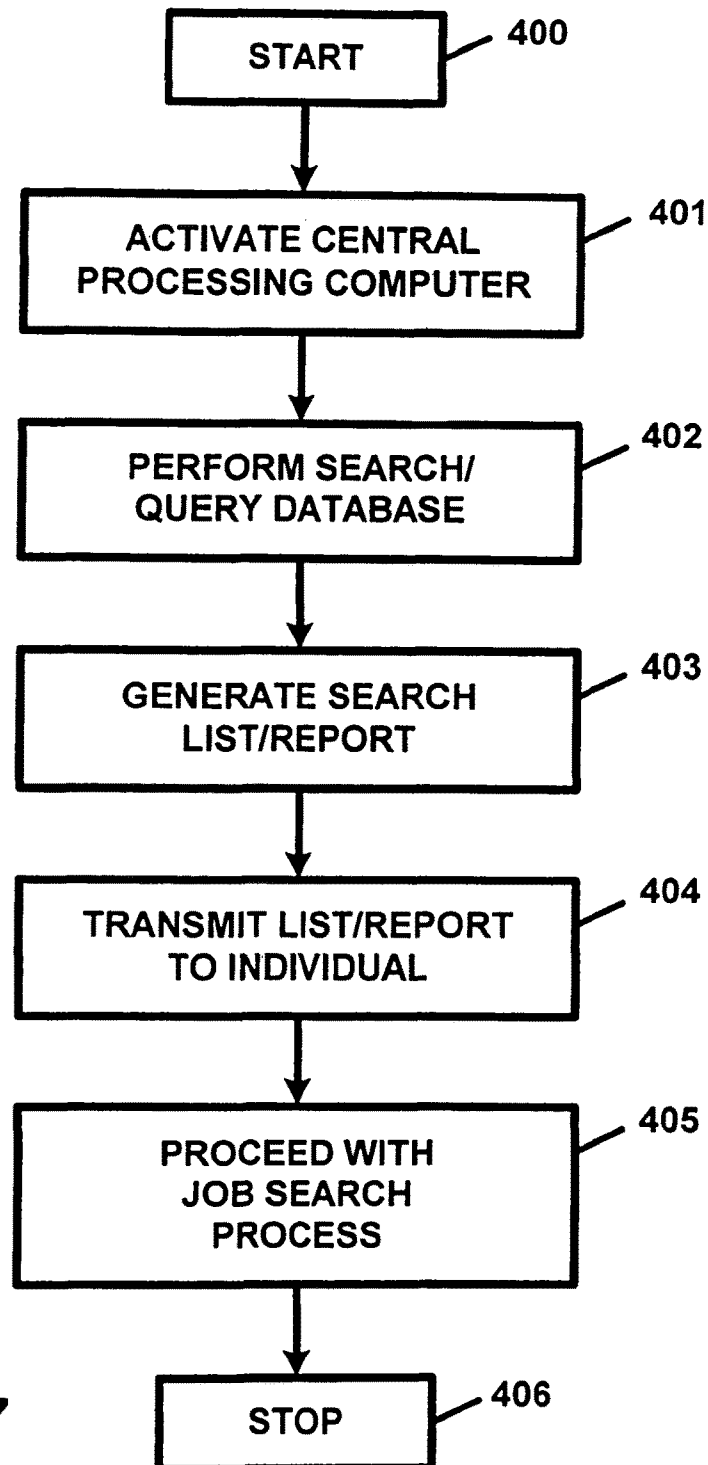 START
400
ACTIVATE CENTRAL
PROCESSING COMPUTER
401
PERFORM SEARCH/
QUERY DATABASE
402
GENERATE SEARCH
LIST/REPORT
403
TRANSMIT LIST/REPORT
TO INDIVIDUAL
404
PROCEED WITH
JOB SEARCH
PROCESS
405
STOP
406